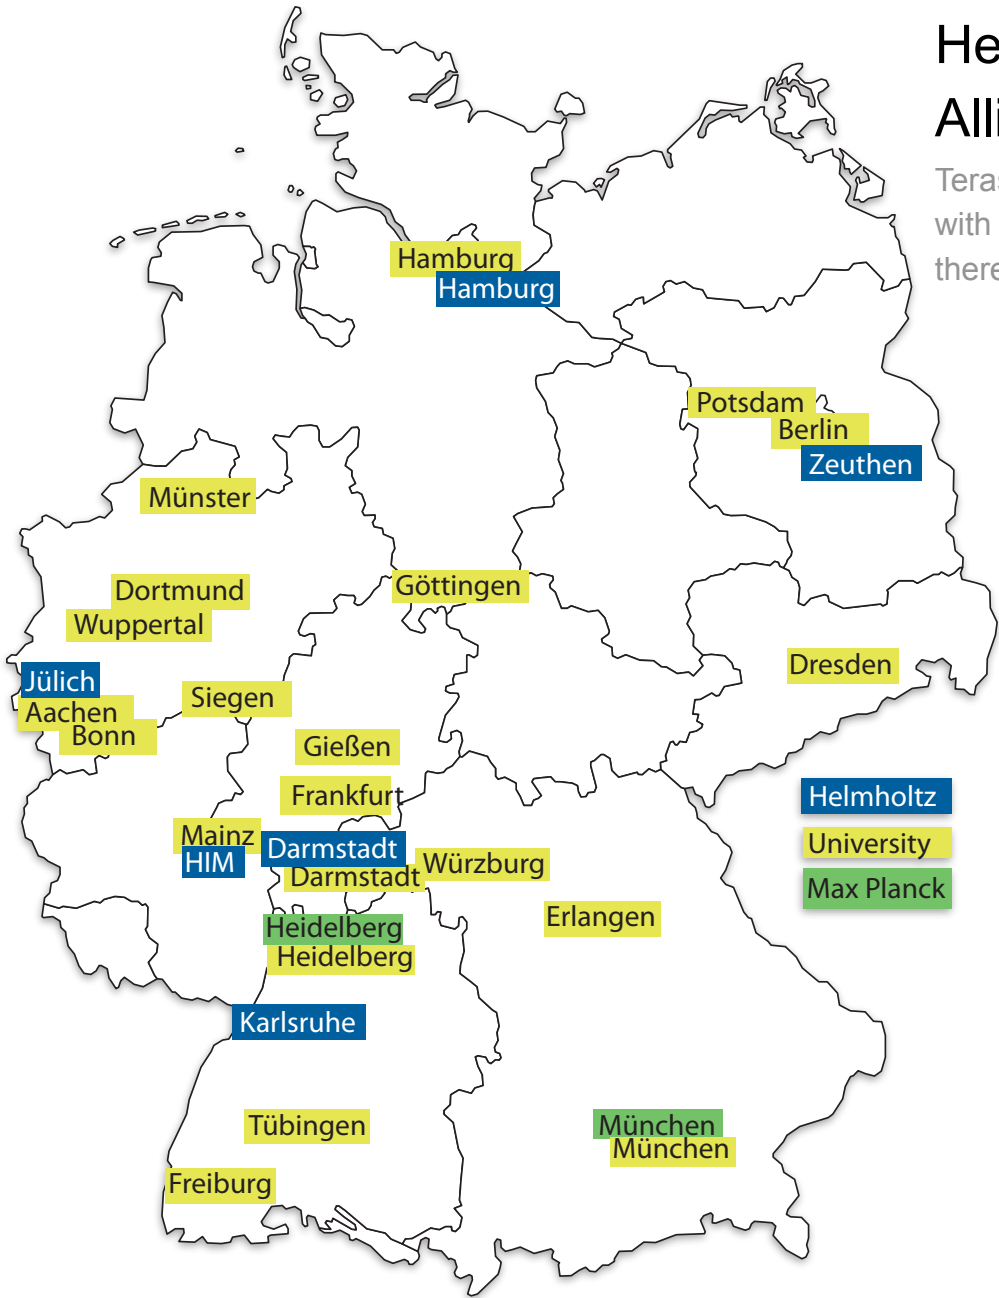 He
Alli
Teras
with
there
Hamburg
Hamburg
Potsdam
Berlin
Zeuthen
Münster
Göttingen
Dortmund
Wuppertal
Dresden
Jülich
Siegen
Aachen
Bonn
Gießen
Frankfurt
Helmholtz
Mainz
HIM
Darmstadt
Darmstadt
Würzburg
University
Max Planck
Erlangen
Heidelberg
Heidelberg
Karlsruhe
Tübingen
München
München
Freiburg